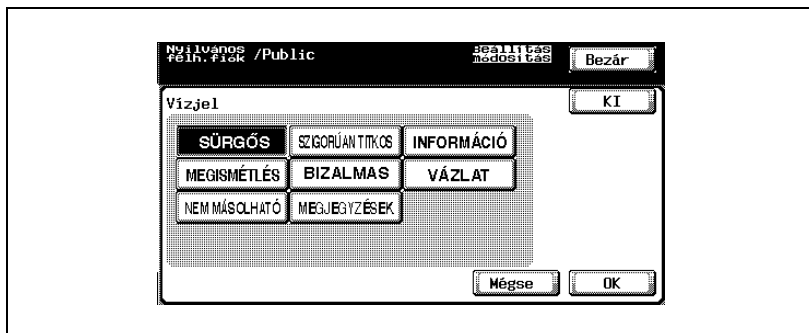 Nyilvános félh.fiók /Public
Beállítás módosítás
Bezár
Vízjel
KI
SÜRGŐS SZIGORÚAN TITKOS INFORMÁCIÓ
MEGISMÉTLÉS BIZALMAS VÁZLAT
NEM MÁSOLHATÓ MEGJEGYZÉSEK
Mégse OK